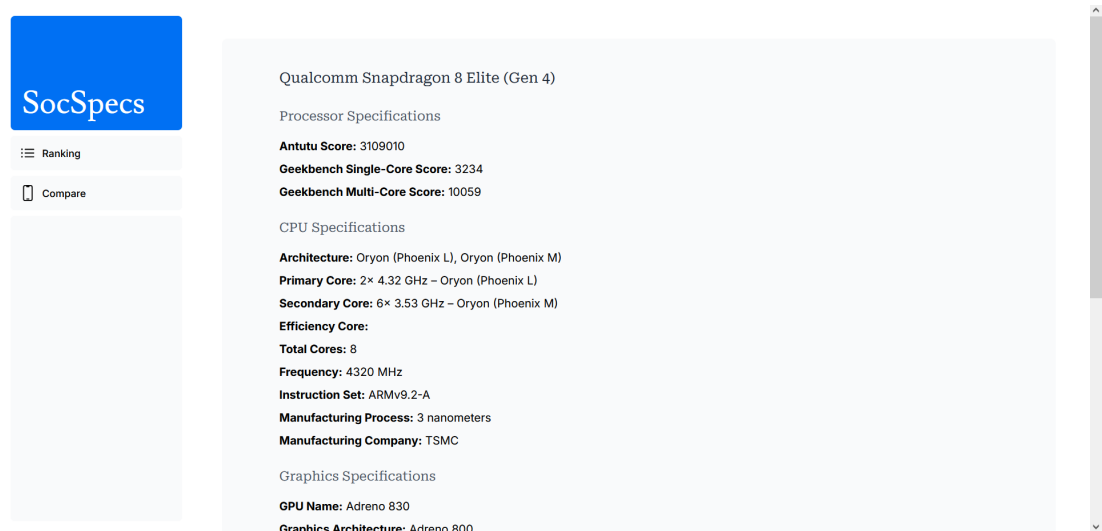 SocSpecs
Ranking
Compare
Qualcomm Snapdragon 8 Elite (Gen 4)
Processor Specifications
Antutu Score: 3109010
Geekbench Single-Core Score: 3234
Geekbench Multi-Core Score: 10059
CPU Specifications
Architecture: Oryon (Phoenix L), Oryon (Phoenix M)
Primary Core: 2× 4.32 GHz – Oryon (Phoenix L)
Secondary Core: 6× 3.53 GHz – Oryon (Phoenix M)
Efficiency Core:
Total Cores: 8
Frequency: 4320 MHz
Instruction Set: ARMv9.2-A
Manufacturing Process: 3 nanometers
Manufacturing Company: TSMC
Graphics Specifications
GPU Name: Adreno 830
Graphics Architecture: Adreno 800